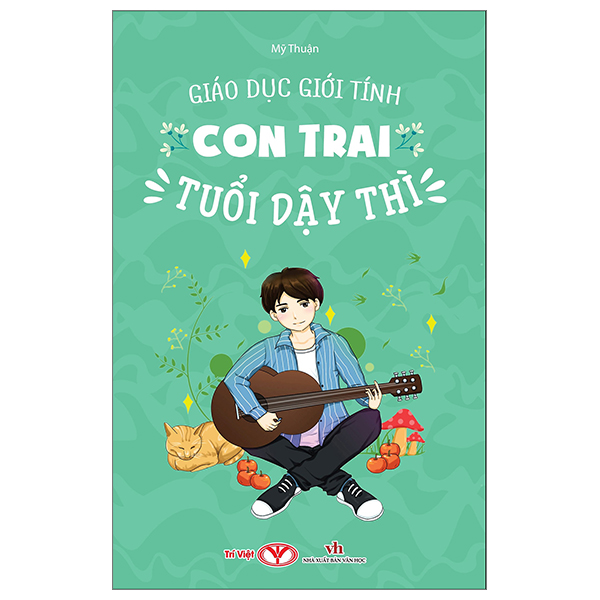 Mỹ Thuận
GIÁO DỤC GIỚI TÍNH
CON TRAI
TUỔI DẬY THÌ
Trí Việt
vh
NHÀ XUẤT BẢN VĂN HỌC